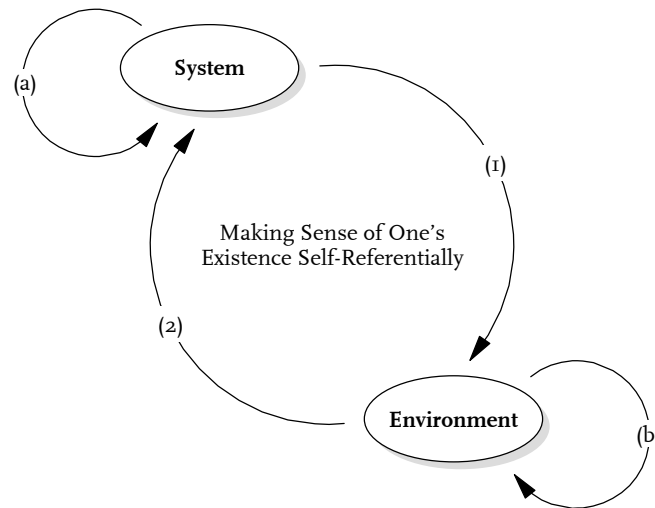 System
(a)
(1)
Making Sense of One's
Existence Self-Referentially
(2)
Environment
(b